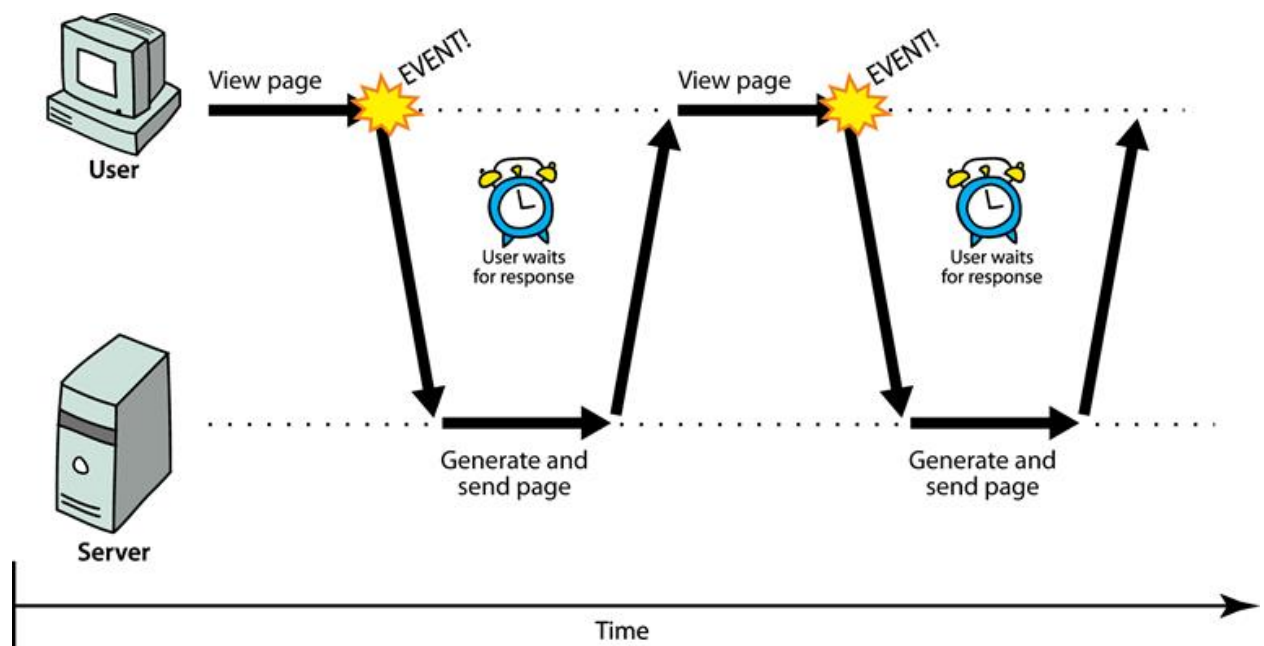 EVENT!
EVENT!
View page
View page
User
User waits
for response
User waits
for response
Generate and
send page
Generate and
send page
Server
Time